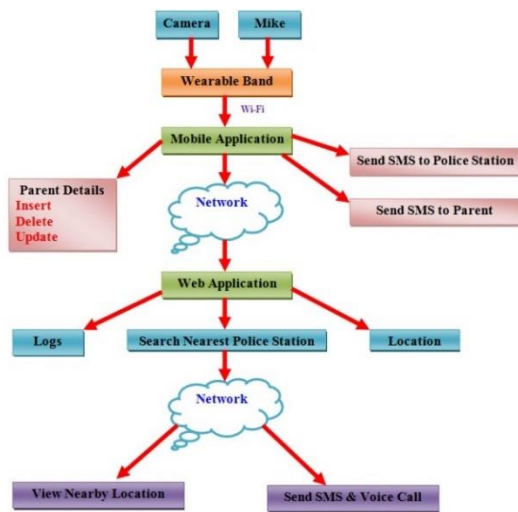 Camera
Mike
Wearable Band
Wi-Fi
Mobile Application
Send SMS to Police Station
Parent Details
Insert
Delete
Update
Send SMS to Parent
Network
Web Application
Logs
Search Nearest Police Station
Location
Network
View Nearby Location
Send SMS & Voice Call